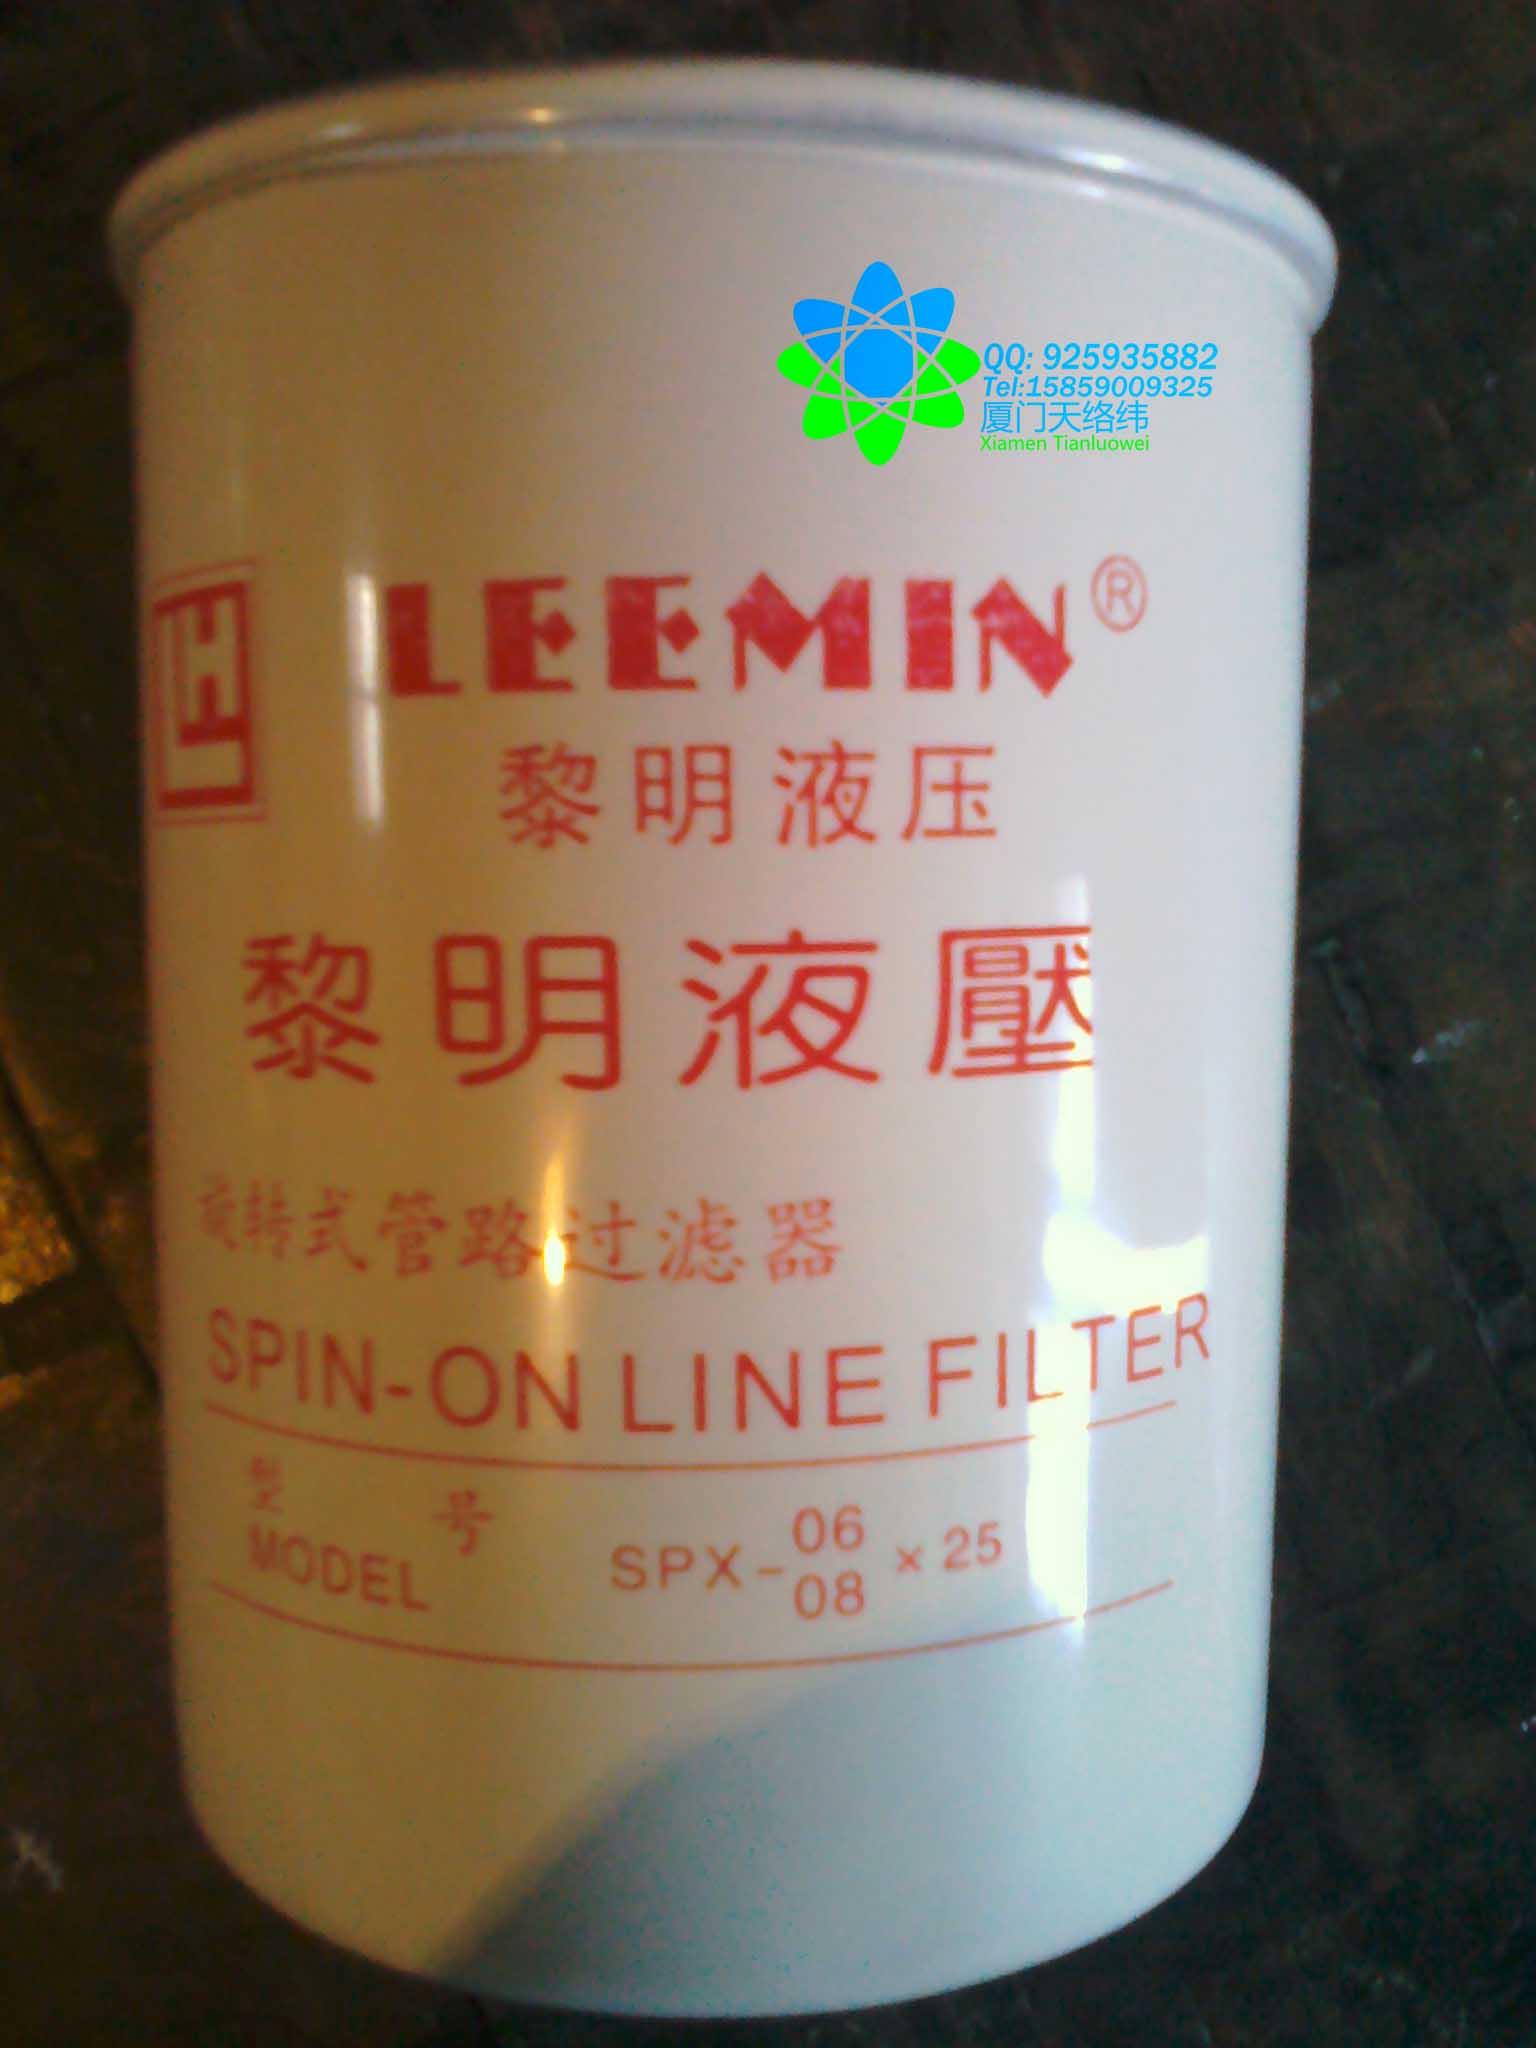 QQ: 925935882
Tel:15859009325
厦门天络纬
Xiamen Tianluowei
LEEMIN®
黎明液压
黎明液壓
旋转式管路过滤器
SPIN-ON LINE FILTER
型号
MODEL
SPX-06/08×25